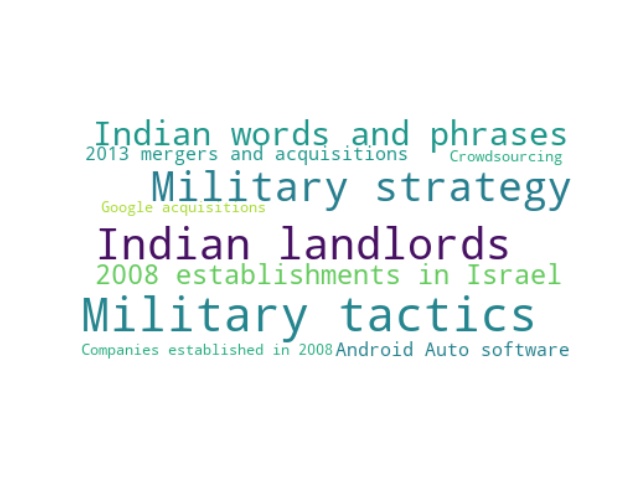 Indian words and phrases
2013 mergers and acquisitions
Crowdsourcing
Military strategy
Google acquisitions
Indian landlords
2008 establishments in Israel
Military tactics
Companies established in 2008
Android Auto software